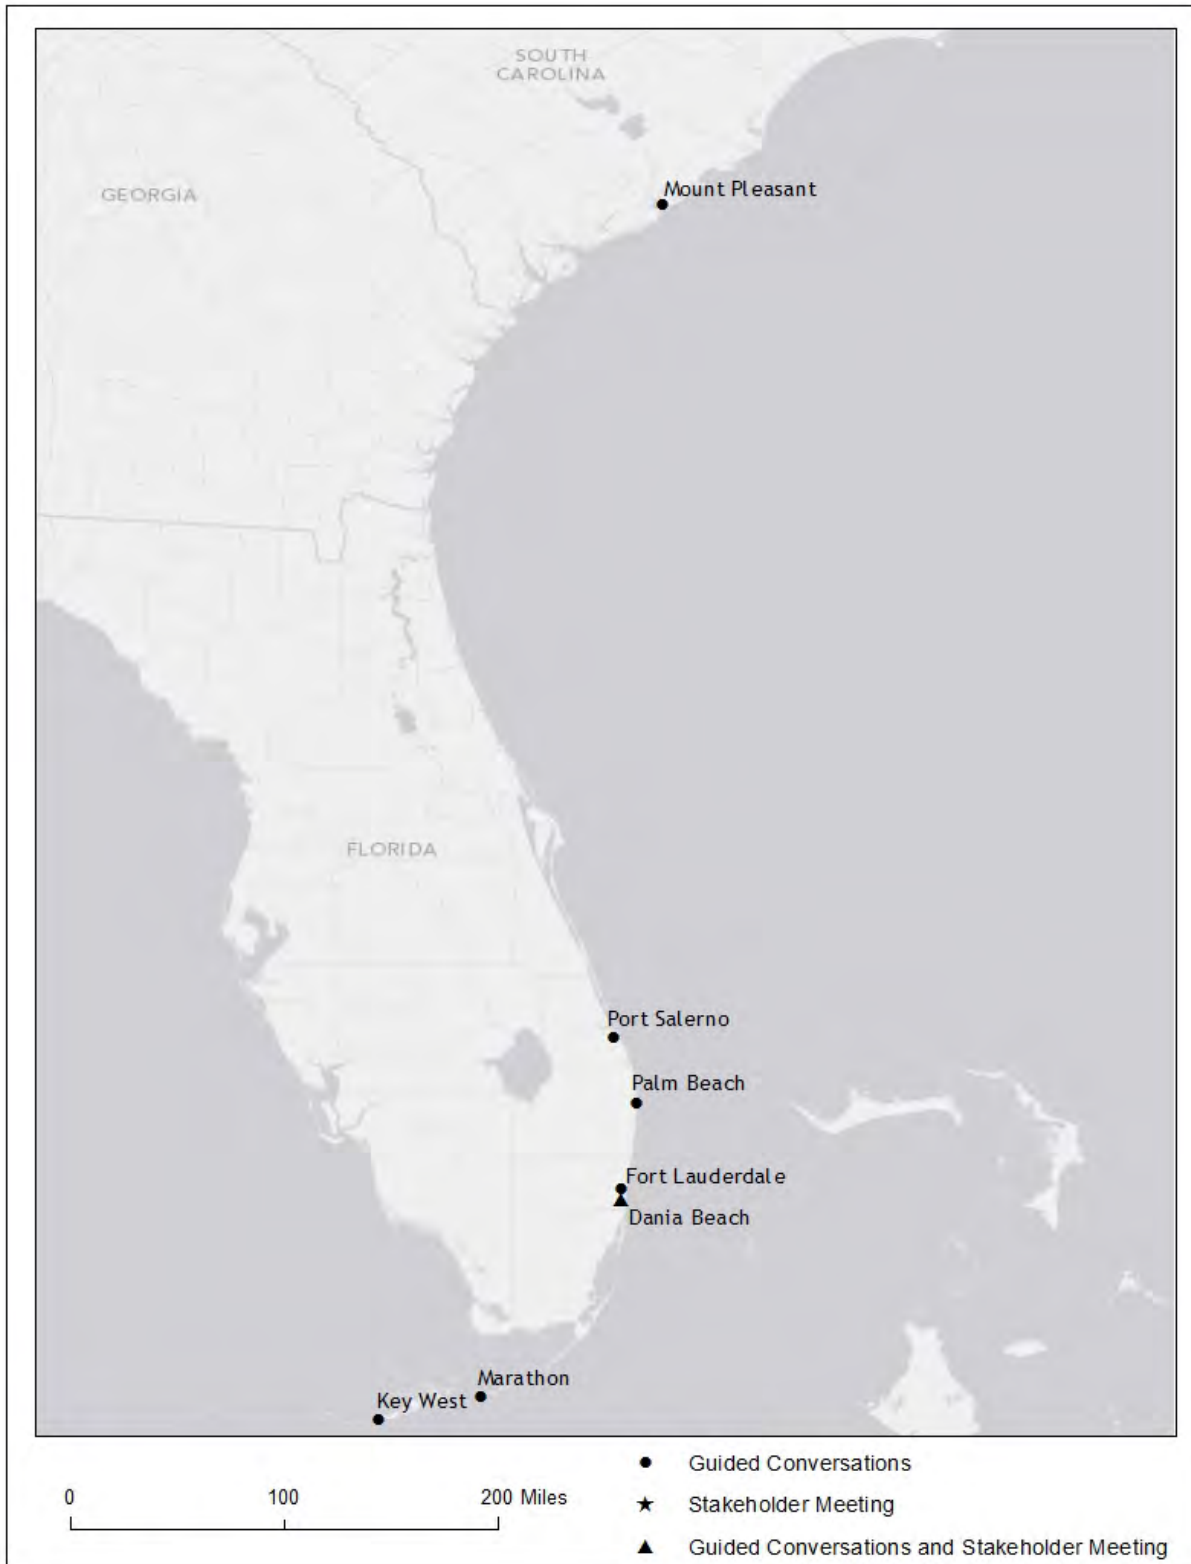 SOUTH
CAROLINA
GEORGIA
Mount Pleasant
FLORIDA
Port Salerno
Palm Beach
Fort Lauderdale
Dania Beach
Marathon
Key West
0 100 200 Miles
Guided Conversations
Stakeholder Meeting
Guided Conversations and Stakeholder Meeting